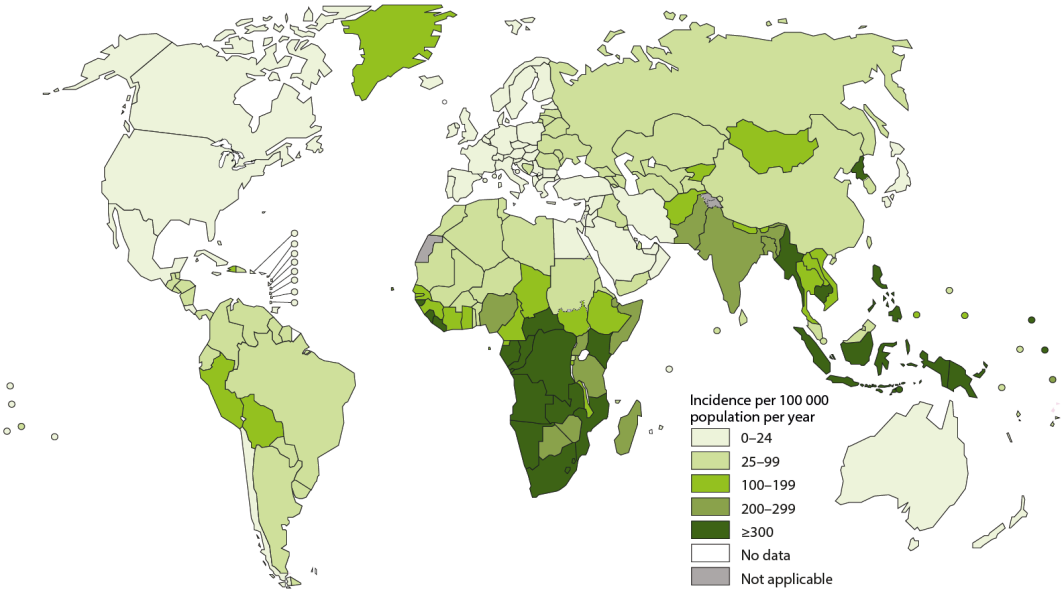 Incidence per 100 000
population per year
0–24
25–99
100–199
200–299
≥300
No data
Not applicable